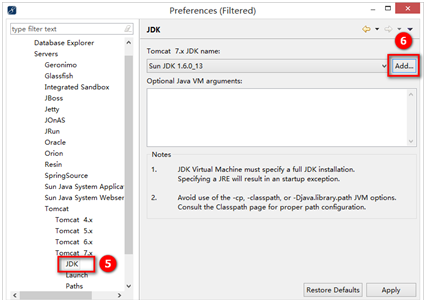 Preferences (Filtered)
type filter text
Database Explorer
Servers
Geronimo
Glassfish
Integrated Sandbox
JBoss
Jetty
JOnAS
JRun
Oracle
Orion
Resin
SpringSource
Sun Java System Applica
Sun Java System Webser
Tomcat
Tomcat 4.x
Tomcat 5.x
Tomcat 6.x
Tomcat 7.x
JDK
5
Launch
Paths
JDK
6
Tomcat 7.x JDK name:
Sun JDK 1.6.0_13
Add...
Optional Java VM arguments:
Notes
1. JDK Virtual Machine must specify a full JDK installation.
Specifying a JRE will result in an startup exception.
2. Avoid use of the -cp, -classpath, or -Djava.library.path JVM options.
Consult the Classpath page for proper path configuration.
Restore Defaults
Apply